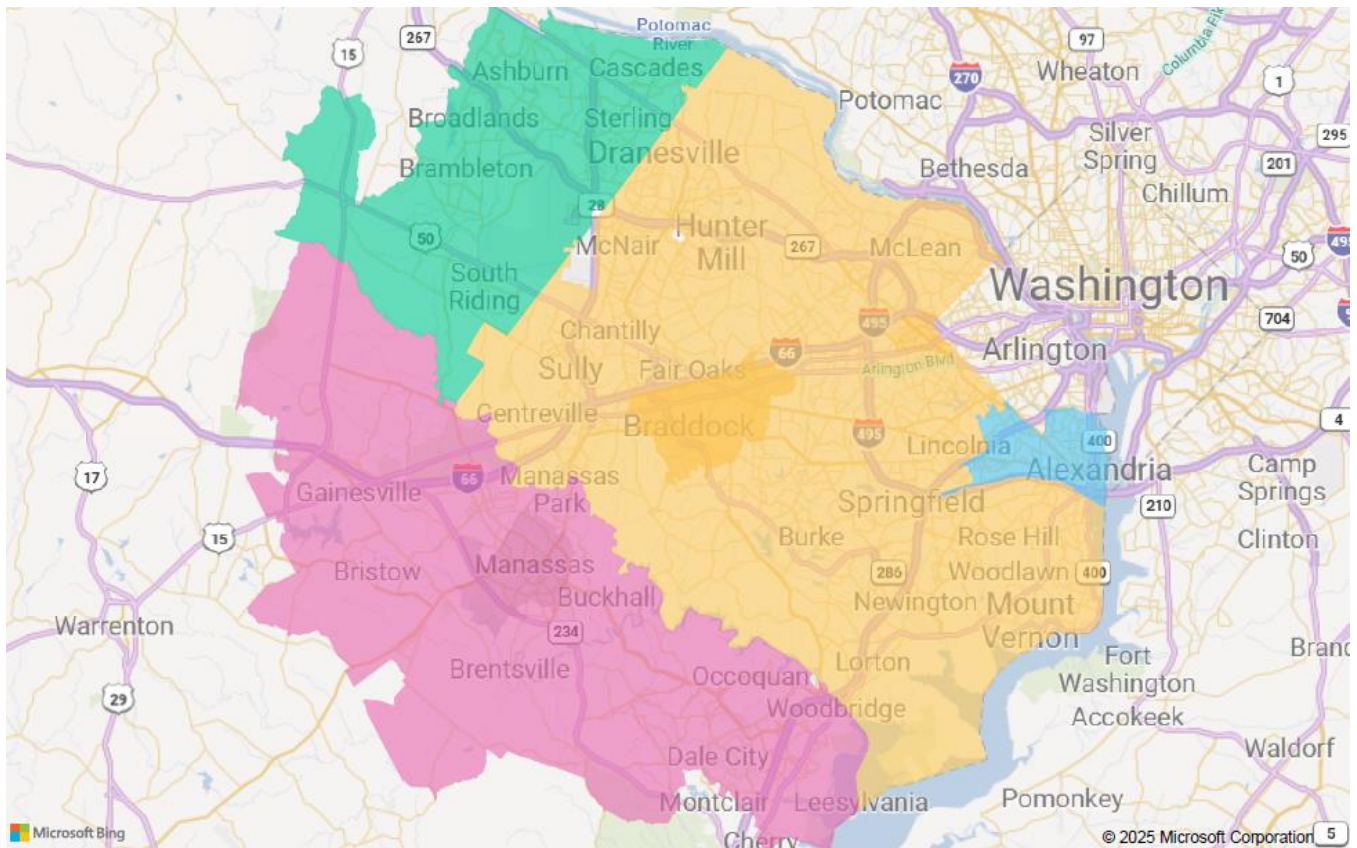 Potomac
River
97
267
15
Columbia Pik
Ashburn
Cascades
270
Wheaton
1
Potomac
Broadlands
Sterling
Silver
Spring
295
Dranesville
Brambleton
Bethesda
201
Chillum
28
Hunter
Mill
50
McNair
267
McLean
495
50
South
Riding
Washington
Chantilly
495
704
Sully
Fair Oaks
66
Arlington Blvd
Arlington
Centreville
Braddock
495
Lincolnia
400
4
Manassas
Park
66
Alexandria
Camp
Springs
17
Gainesville
Springfield
210
15
Burke
Rose Hill
Clinton
Manassas
Bristow
286
Woodlawn
400
Buckhall
Newington
Mount
Vernon
Warrenton
234
Bran
Brentsville
Occoquan
Lorton
Fort
Washington
29
Woodbridge
Accokeek
Dale City
Waldorf
Montclair
Leesylvania
Pomonkey
Cherry
Microsoft Bing
© 2025 Microsoft Corporation
5